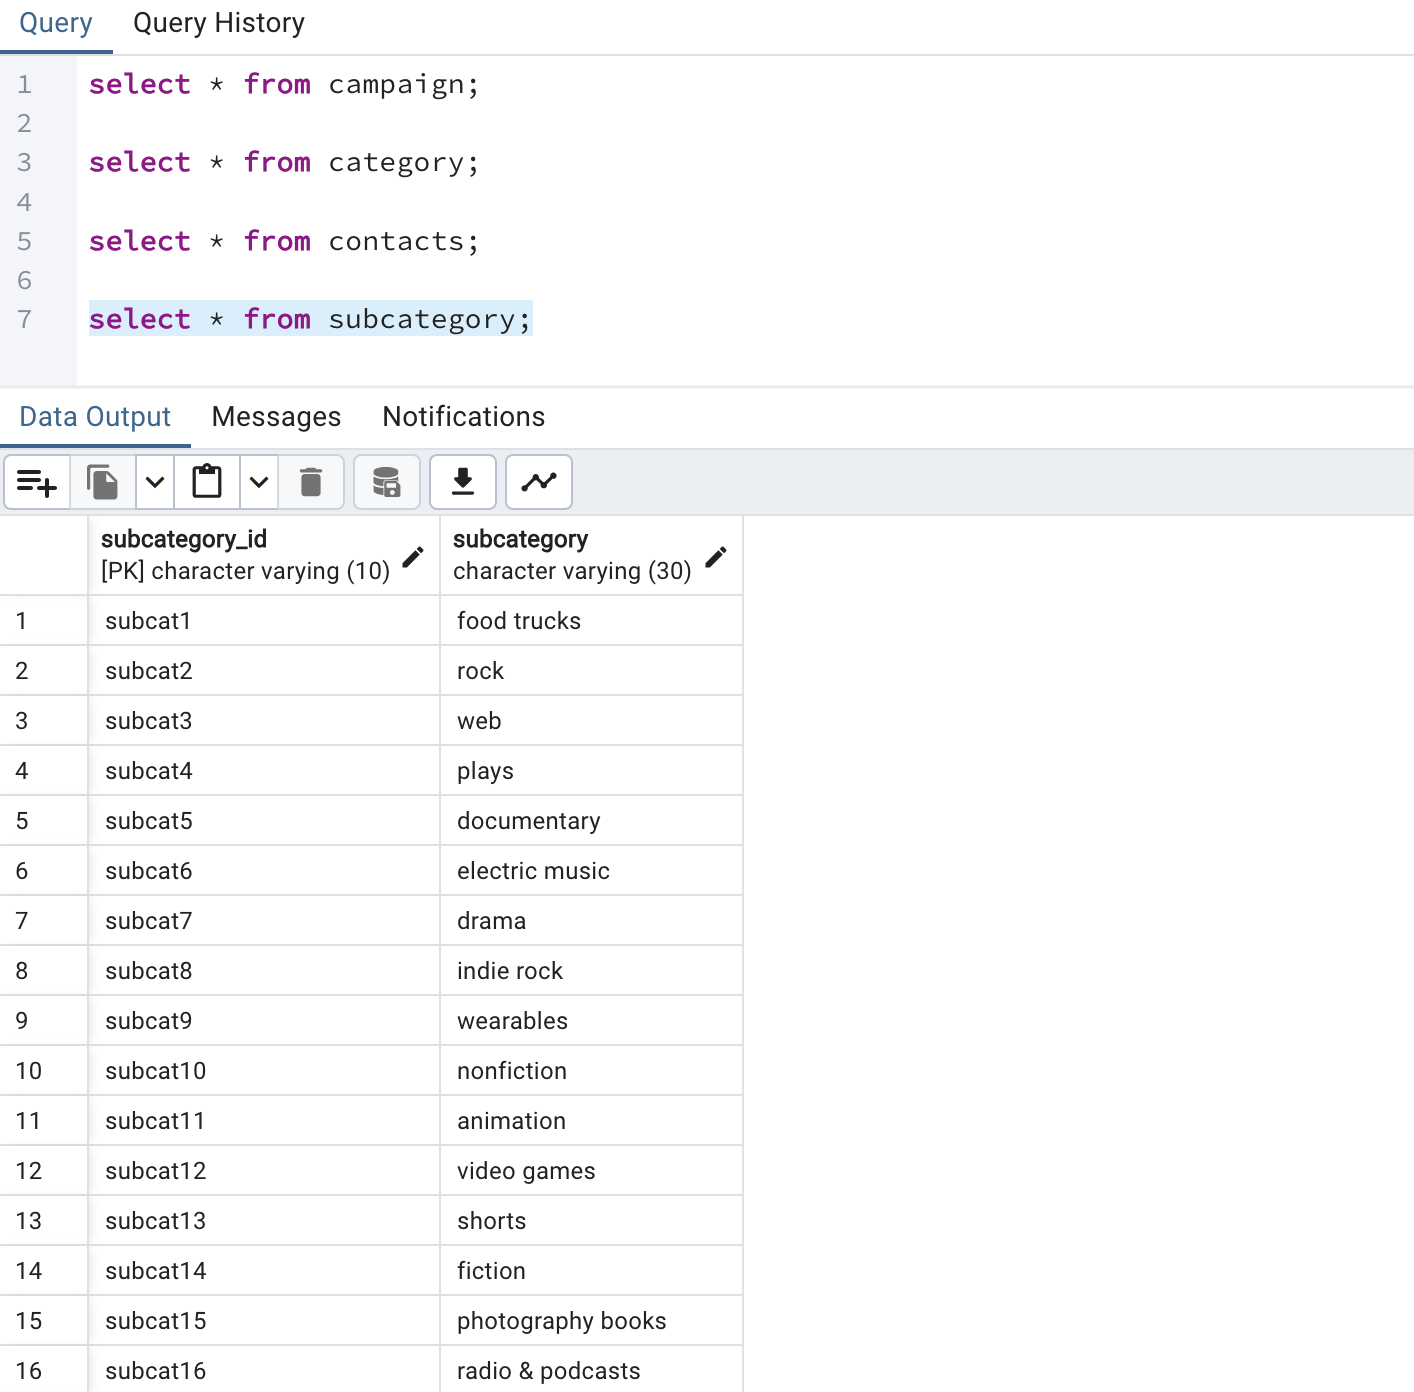 Query Query History
1 select * from campaign;
2
3 select * from category;
4
5 select * from contacts;
6
7 select * from subcategory;
Data Output Messages Notifications
subcategory_id subcategory
[PK] character varying (10) character varying (30)
1 subcat1 food trucks
2 subcat2 rock
3 subcat3 web
4 subcat4 plays
5 subcat5 documentary
6 subcat6 electric music
7 subcat7 drama
8 subcat8 indie rock
9 subcat9 wearables
10 subcat10 nonfiction
11 subcat11 animation
12 subcat12 video games
13 subcat13 shorts
14 subcat14 fiction
15 subcat15 photography books
16 subcat16 radio & podcasts